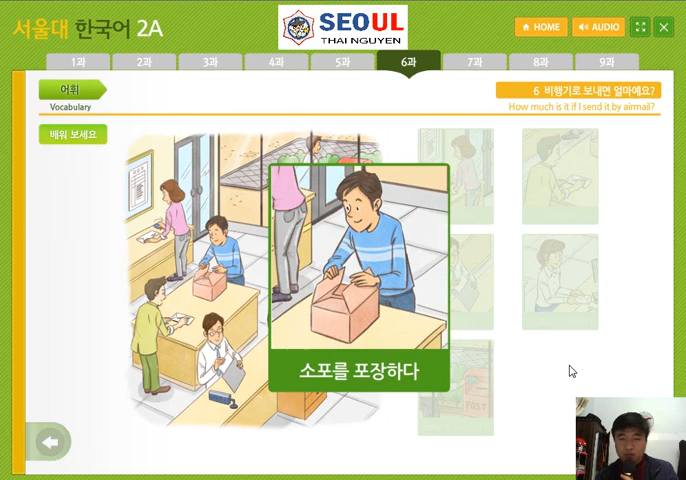 서울대 한국어 2A
SEOUL
THAI NGUYEN
HOME
AUDIO
1과
2과
3과
4과
5과
6과
7과
8과
9과
어휘
Vocabulary
6 비행기로 보내면 얼마예요?
How much is it if I send it by airmail?
배워 보세요
소포를 포장하다
POST